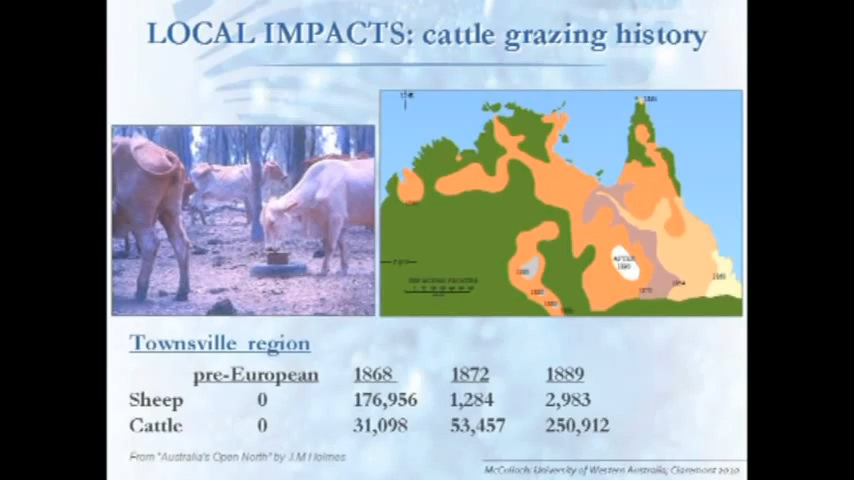 LOCAL IMPACTS: cattle grazing history
AFTER
Townsville region
pre-European 1868 1872 1889
Sheep 0 176,956 1,284 2,983
Cattle 0 31,098 53,457 250,912
From "Australia's Open North" by J.M Holmes
McCulloch: University of Western Australia, Claremont 2010